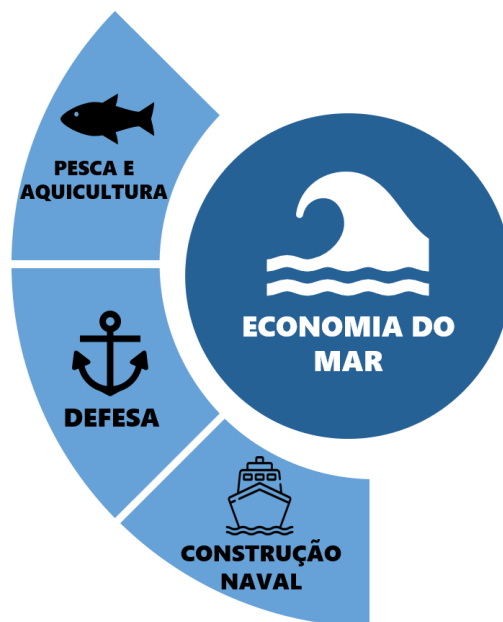 PESCA E
AQUICULTURA
ECONOMIA DO
MAR
DEFESA
CONSTRUÇÃO
NAVAL